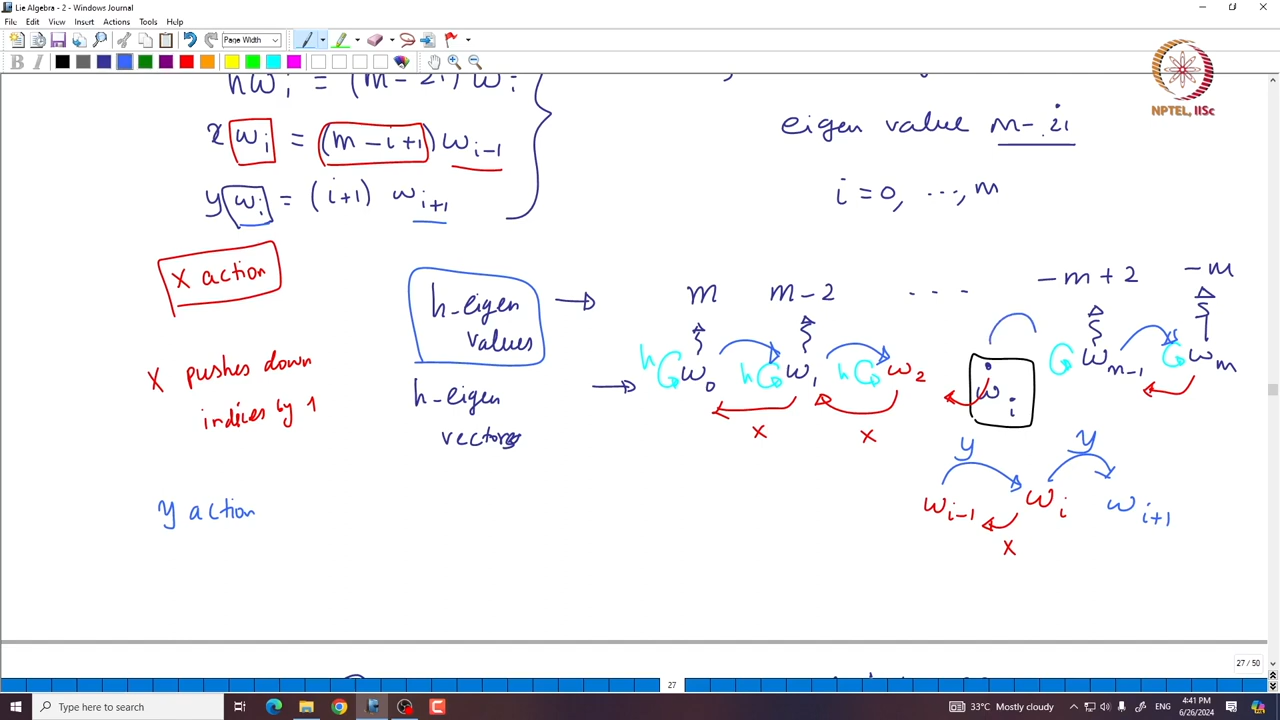 Lie Algebra - 2 - Windows Journal
File Edit View Insert Actions Tools Help
Page Width
B I
NPTEL, IISc
hw_i = (m-2i) w_i
eigen value m-2i
x w_i = (m-i+1) w_{i-1}
y w_i = (i+1) w_{i+1}
i = 0, ..., m
X action
h-eigen values → m m-2 ... -m+2 -m
h-eigen vectors → h w_0 h w_1 h w_2 w_i w_{m-1} w_m
x x
X pushes down
indices by 1
y y
w_{i-1} w_i w_{i+1}
x
y action
27 / 50
27
Type here to search
33°C Mostly cloudy
ENG
4:41 PM
6/26/2024